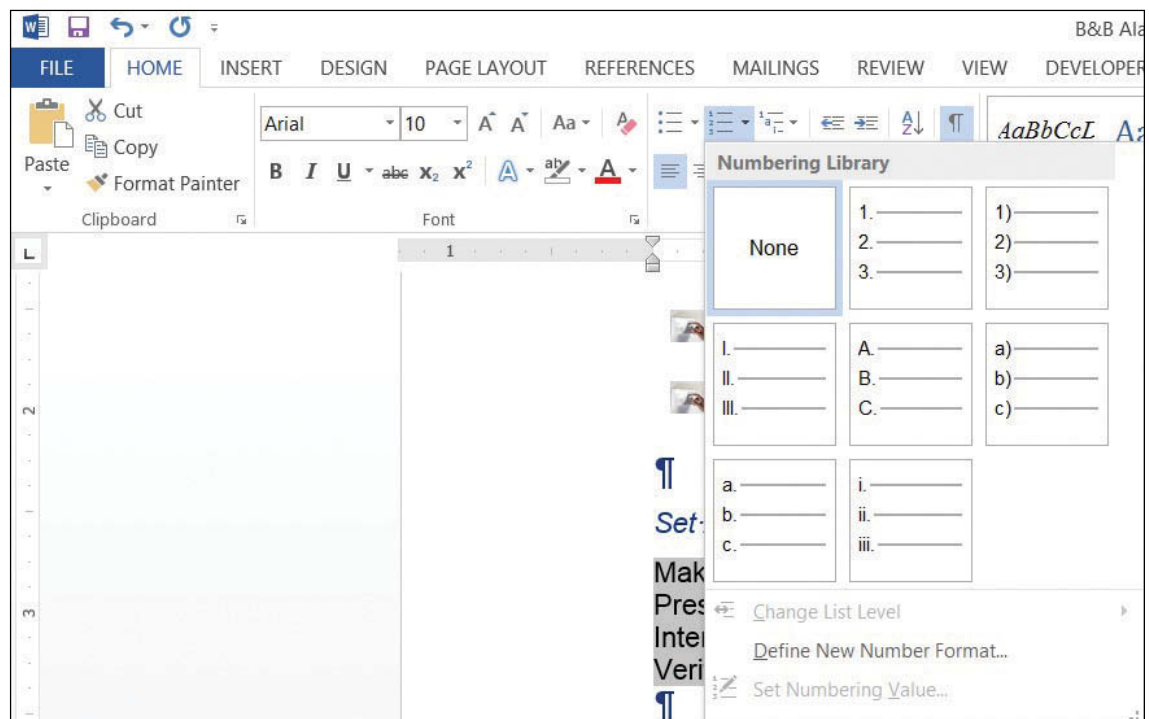 B&B Ala
FILE HOME INSERT DESIGN PAGE LAYOUT REFERENCES MAILINGS REVIEW VIEW DEVELOPER
Cut
Arial 10 A A Aa A
AaBbCcL Aa
Copy
Paste
Format Painter
B I U abc X₂ X² A ab A
Clipboard Font
Numbering Library
None
1.
2.
3.
1)
2)
3)
I.
II.
III.
A.
B.
C.
a)
b)
c)
a.
b.
c.
i.
ii.
iii.
L
1
2
3
¶
Set-
Mak
Pres
Inter
Veri
¶
Change List Level
Define New Number Format...
Set Numbering Value...